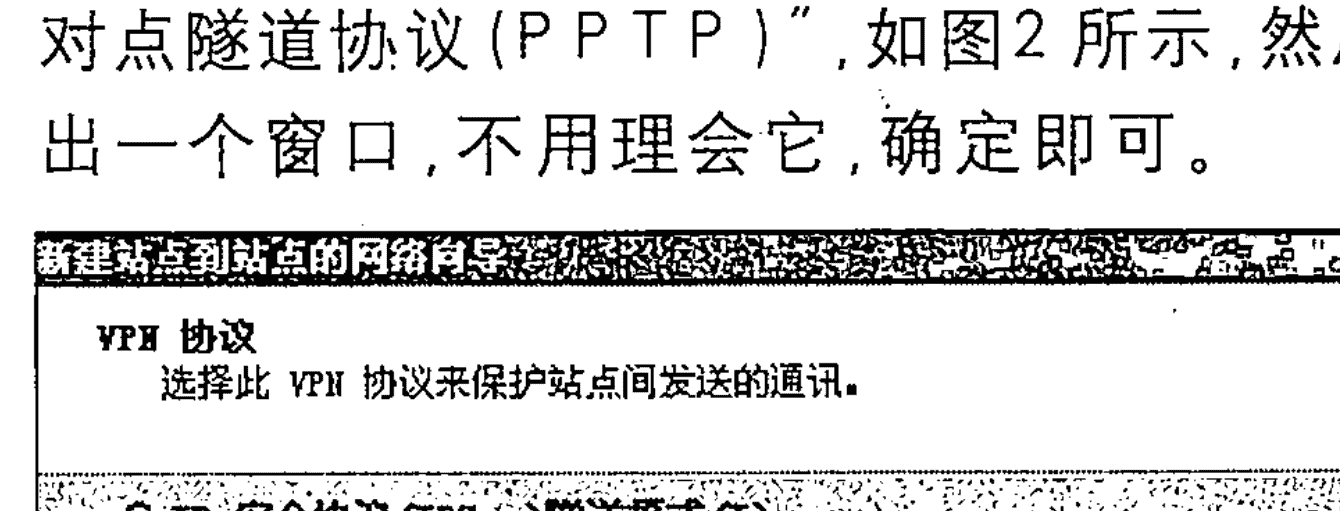 对点隧道协议(PPTP)”,如图2 所示,然
出一个窗口,不用理会它,确定即可。
新建站点到站点的网络向导
VPN 协议
选择此 VPN 协议来保护站点间发送的通讯。